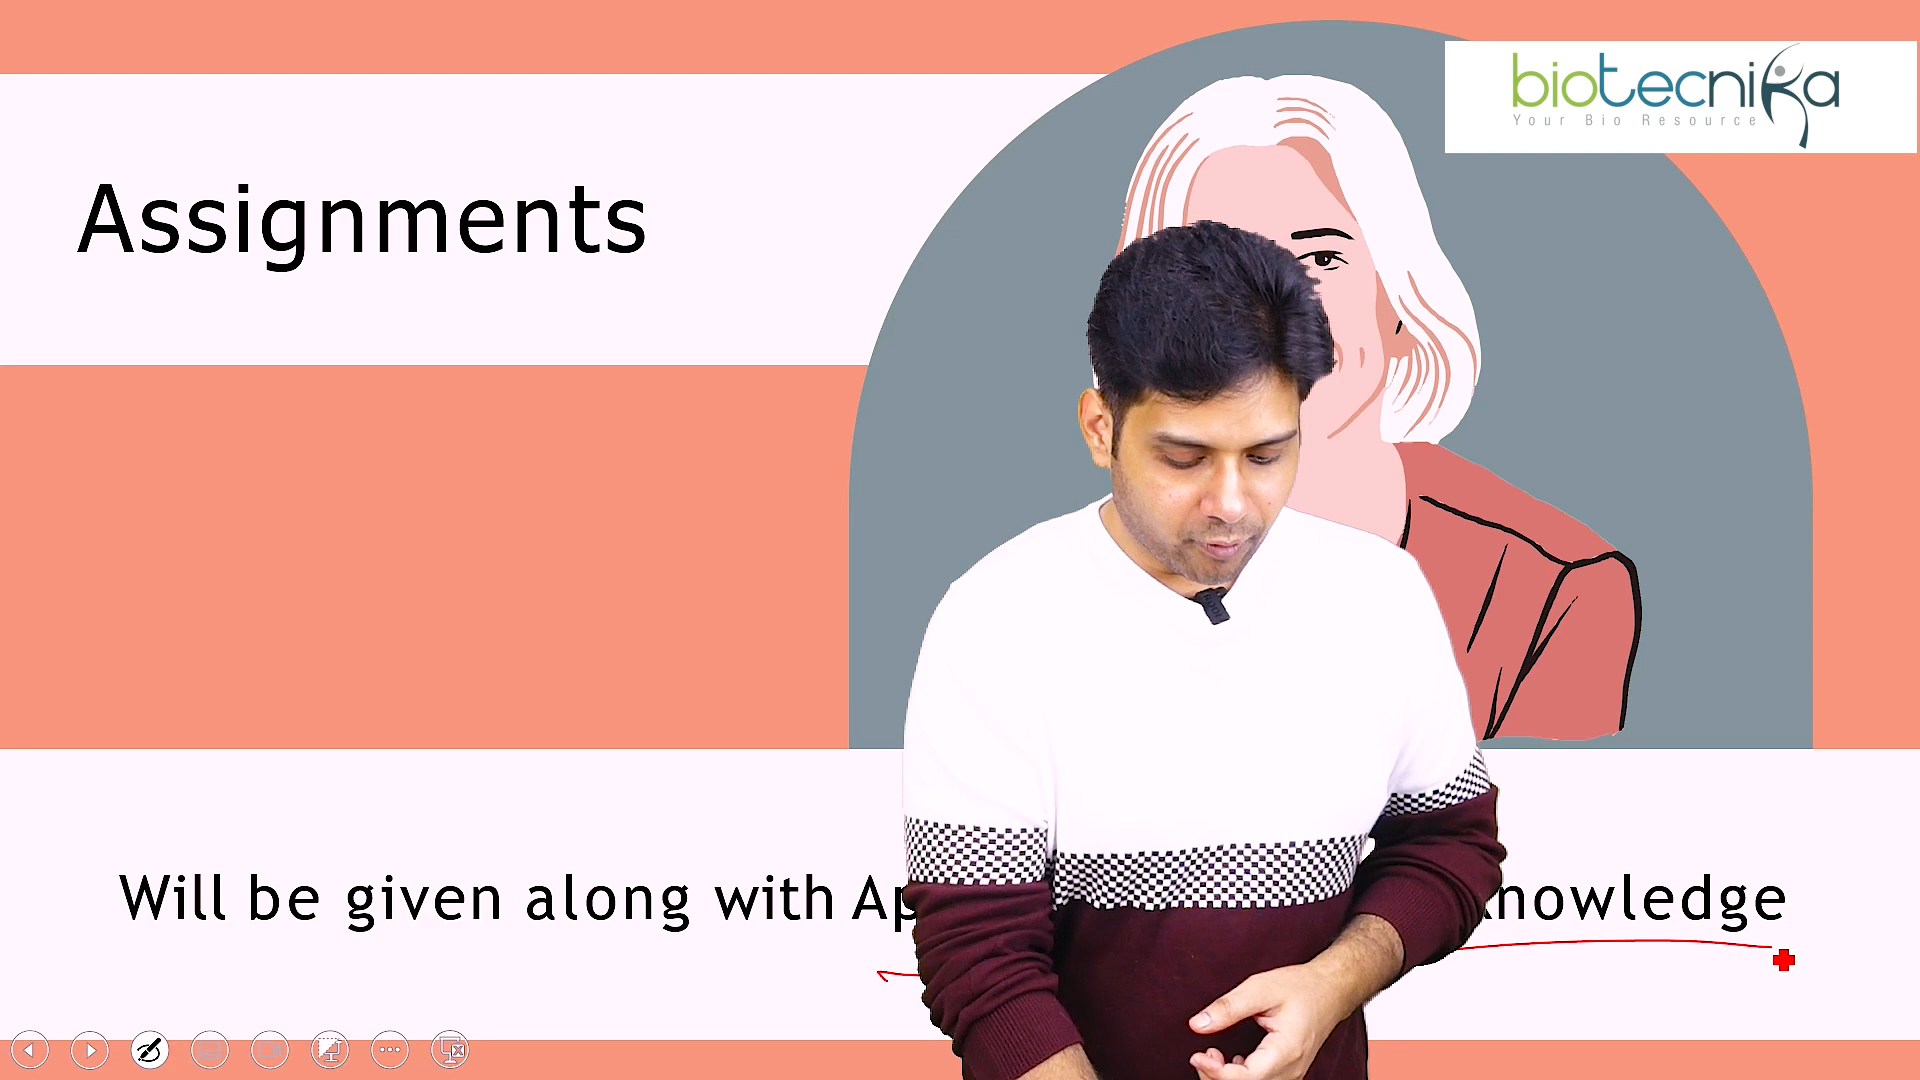 biotecnika
Your Bio Resource
Assignments
Will be given along with Ap nowledge